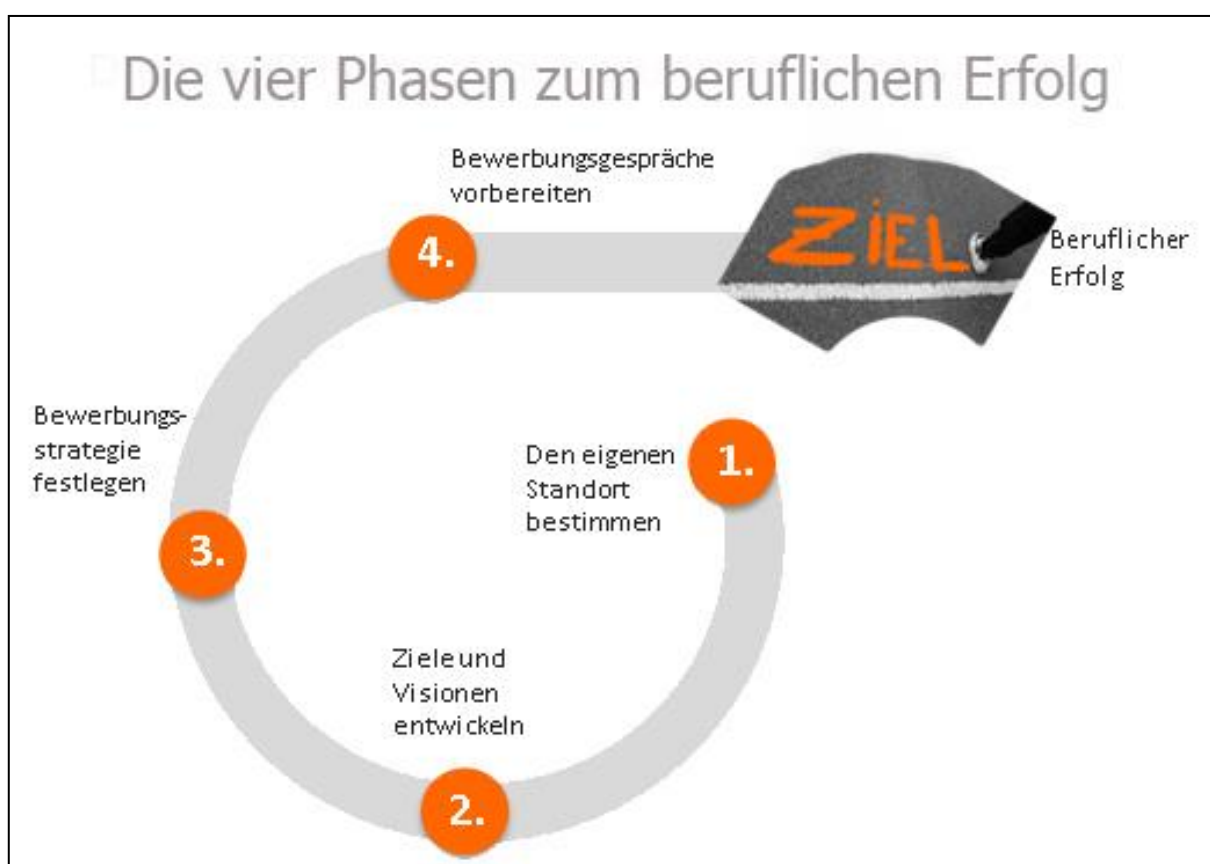 Die vier Phasen zum beruflichen Erfolg
Bewerbungsgespräche
vorbereiten
4.
ZIEL
Beruflicher
Erfolg
Bewerbungs-
strategie
festlegen
3.
Den eigenen
Standort
bestimmen
1.
Ziele und
Visionen
entwickeln
2.